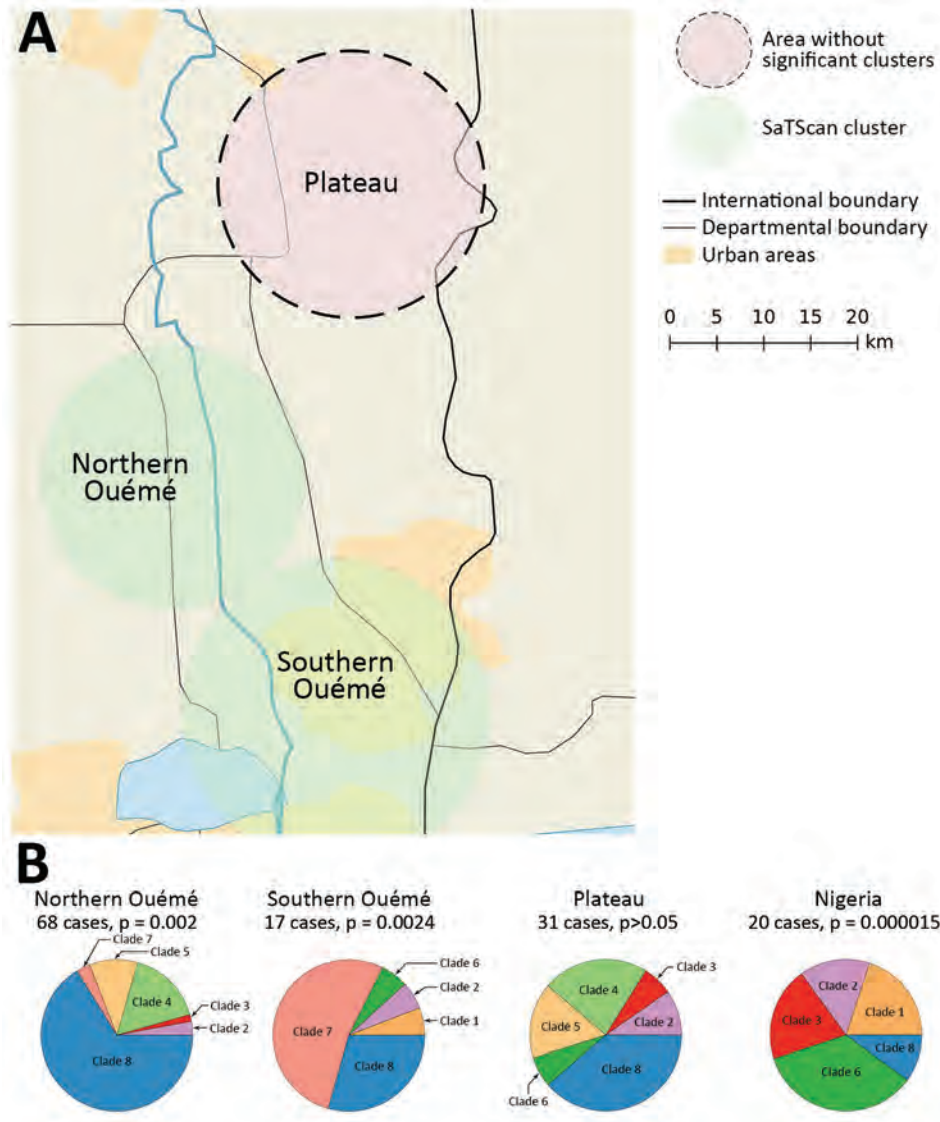 A
Area without
significant clusters
SaTScan cluster
International boundary
Departmental boundary
Urban areas
0 5 10 15 20
km
Plateau
Northern
Ouémé
Southern
Ouémé
B
Northern Ouémé
68 cases, p = 0.002
Clade 7
Clade 5
Clade 4
Clade 3
Clade 2
Clade 8
Southern Ouémé
17 cases, p = 0.0024
Clade 6
Clade 2
Clade 1
Clade 7
Clade 8
Plateau
31 cases, p>0.05
Clade 4
Clade 3
Clade 5
Clade 2
Clade 8
Clade 6
Nigeria
20 cases, p = 0.000015
Clade 2
Clade 1
Clade 3
Clade 8
Clade 6